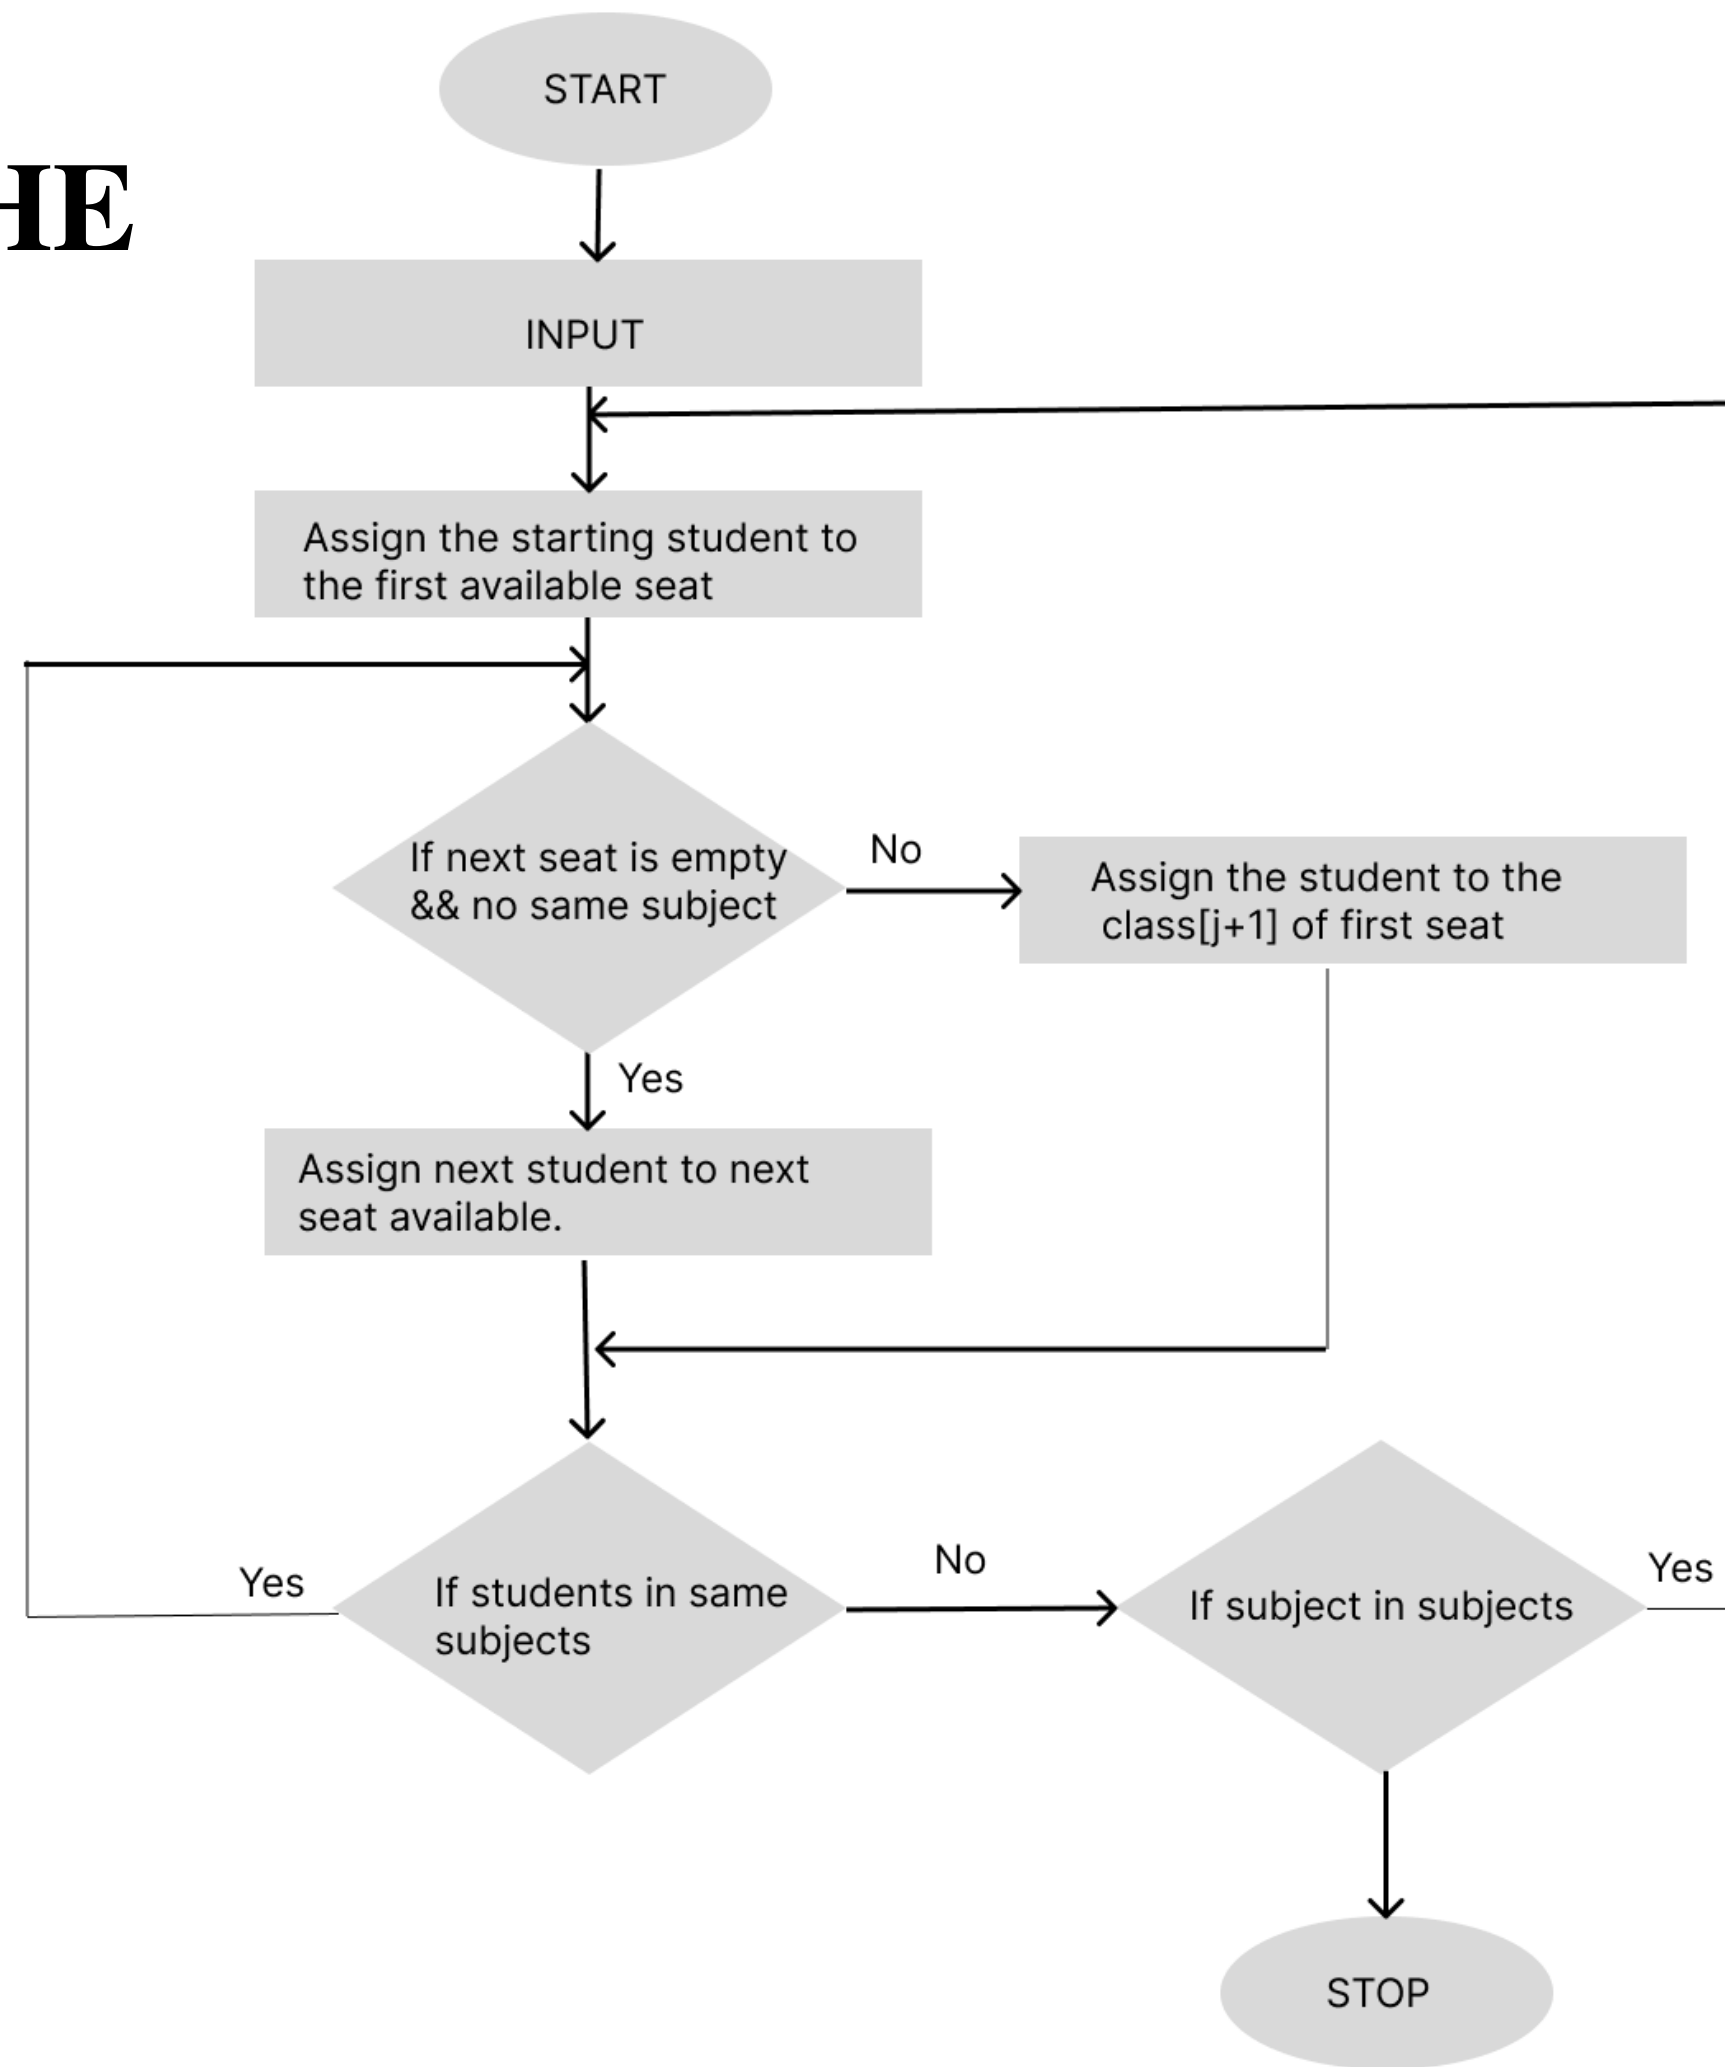 START
HE
INPUT
Assign the starting student to
the first available seat
If next seat is empty
&& no same subject
No
Assign the student to the
class[j+1] of first seat
Yes
Assign next student to next
seat available.
Yes
If students in same
subjects
No
If subject in subjects
Yes
STOP